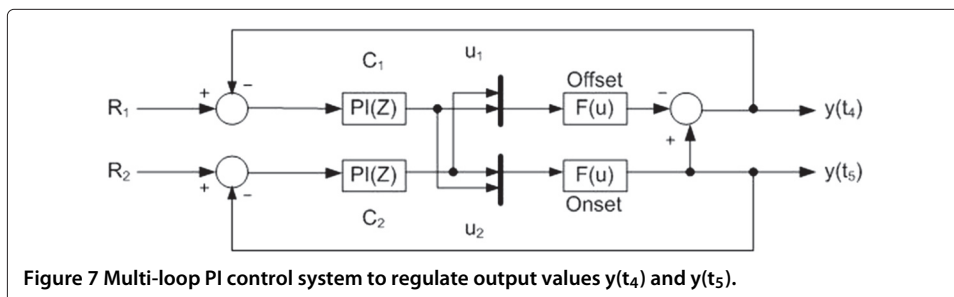 C₁
u₁
Offset
R₁
+
−
PI(Z)
F(u)
−
+
y(t₄)
R₂
+
−
PI(Z)
F(u)
y(t₅)
Onset
C₂
u₂
Figure 7 Multi-loop PI control system to regulate output values y(t₄) and y(t₅).